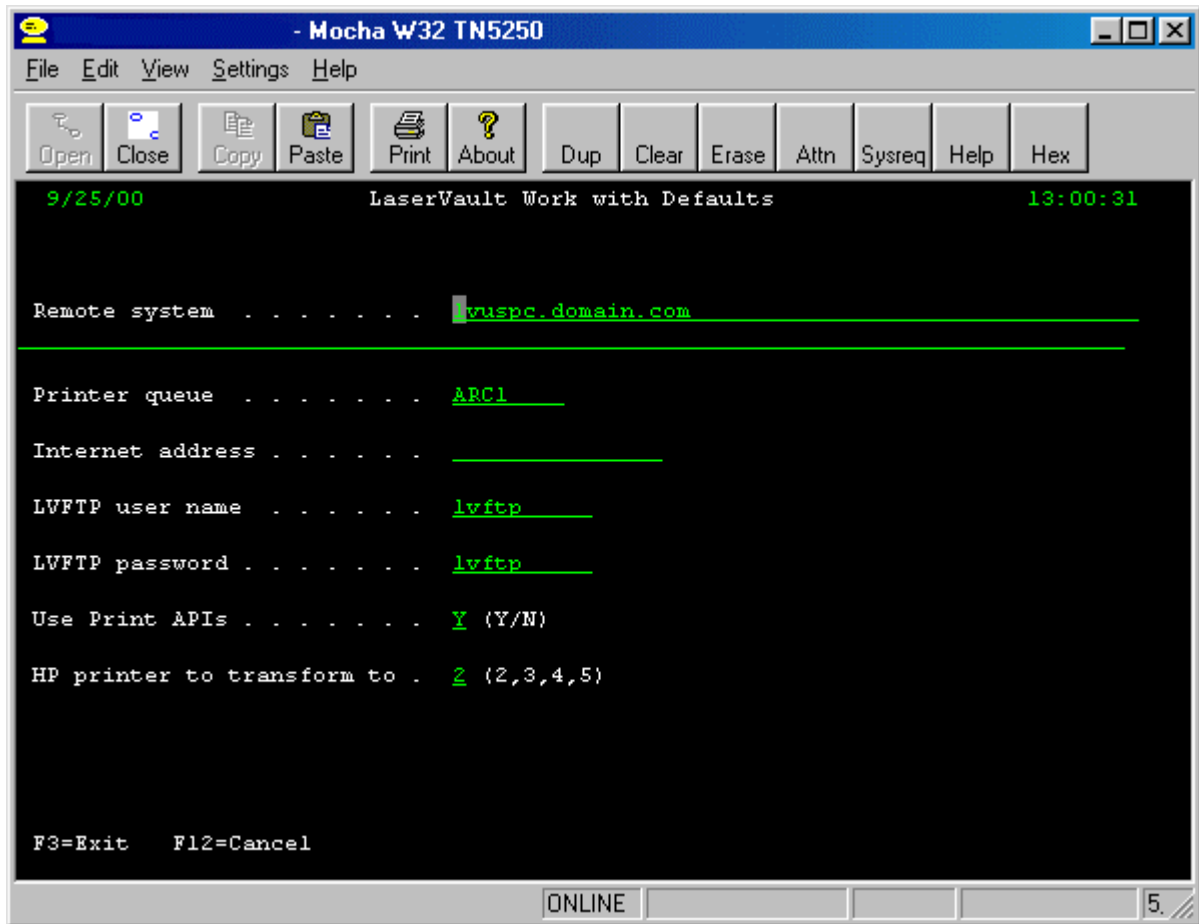 - Mocha W32 TN5250
File Edit View Settings Help
Open Close Copy Paste Print About Dup Clear Erase Attn Sysreq Help Hex
9/25/00 LaserVault Work with Defaults 13:00:31
Remote system . . . . . . . lvuspc.domain.com
Printer queue . . . . . . . ARC1
Internet address . . . . . .
LVFTP user name . . . . . . lvftp
LVFTP password . . . . . . . lvftp
Use Print APIs . . . . . . . Y (Y/N)
HP printer to transform to . 2 (2,3,4,5)
F3=Exit F12=Cancel
ONLINE 5.